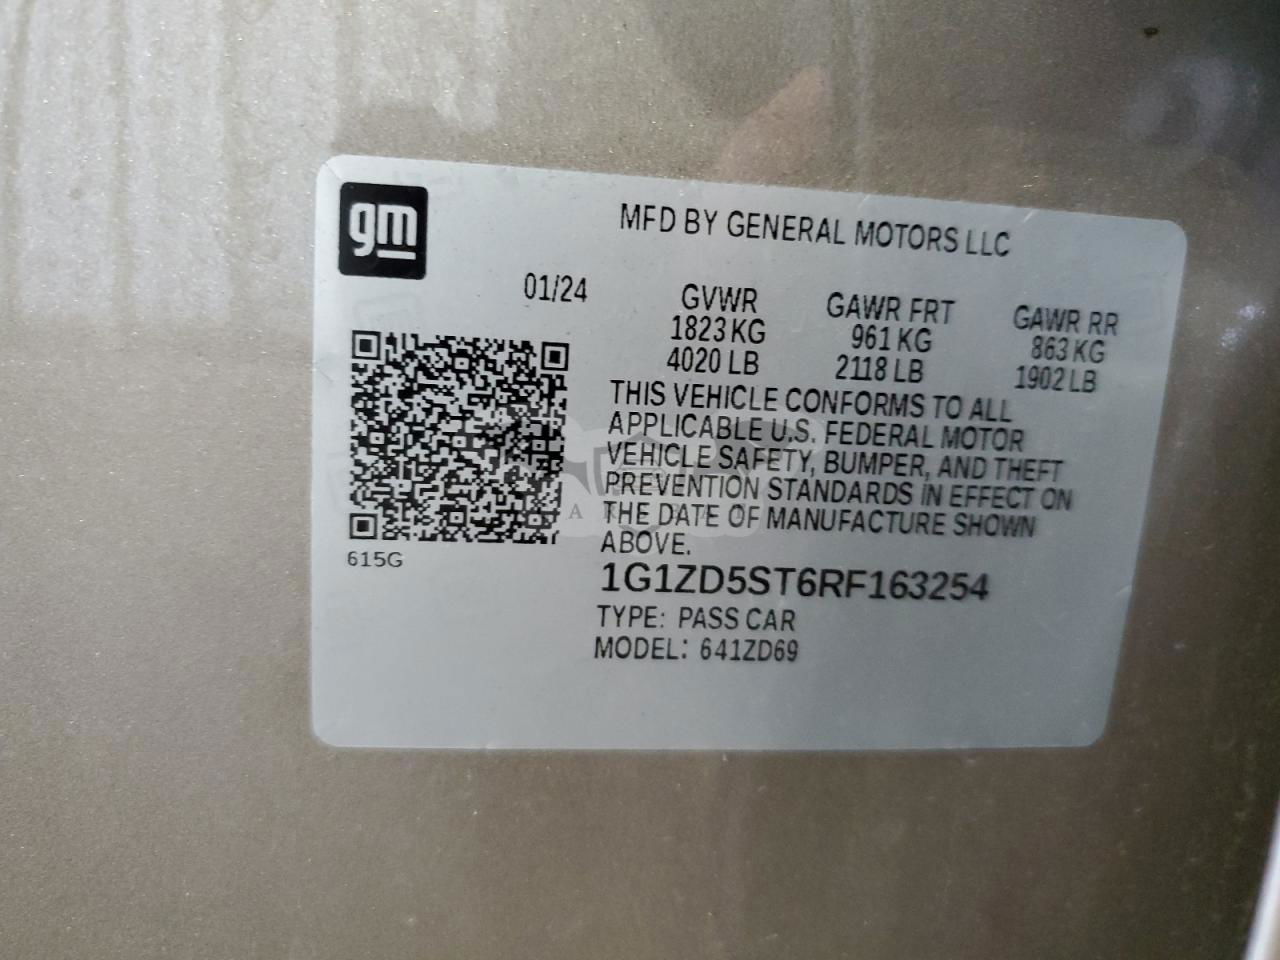 gm
MFD BY GENERAL MOTORS LLC
01/24
GVWR
1823 KG
4020 LB
GAWR FRT
961 KG
2118 LB
GAWR RR
863 KG
1902 LB
THIS VEHICLE CONFORMS TO ALL
APPLICABLE U.S. FEDERAL MOTOR
VEHICLE SAFETY, BUMPER, AND THEFT
PREVENTION STANDARDS IN EFFECT ON
THE DATE OF MANUFACTURE SHOWN
ABOVE.
615G
1G1ZD5ST6RF163254
TYPE: PASS CAR
MODEL: 641ZD69